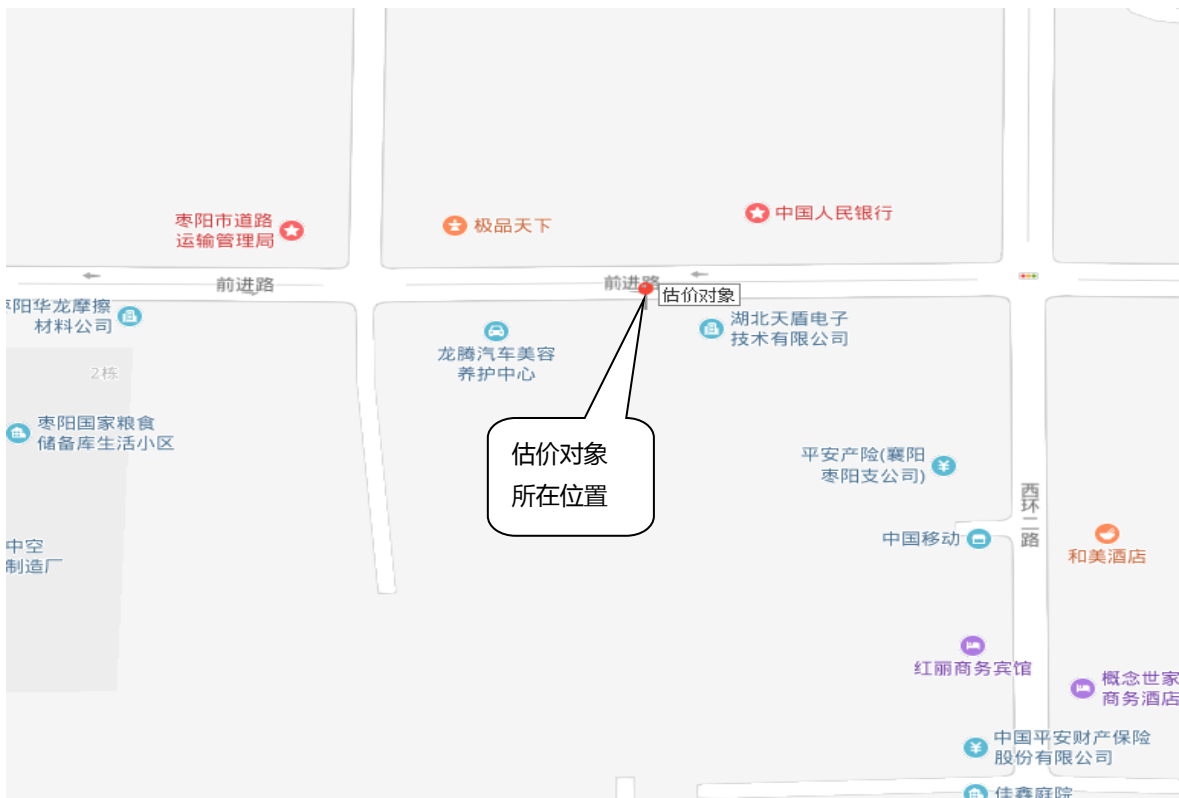 枣阳市道路
运输管理局
极品天下
中国人民银行
前进路
前进路
估价对象
阳华龙摩擦
材料公司
湖北天盾电子
技术有限公司
龙腾汽车美容
养护中心
2栋
枣阳国家粮食
储备库生活小区
估价对象
所在位置
平安产险(襄阳
枣阳支公司)
西环二路
中国移动
和美酒店
中空
制造厂
红丽商务宾馆
概念世家
商务酒店
中国平安财产保险
股份有限公司
佳鑫庭院